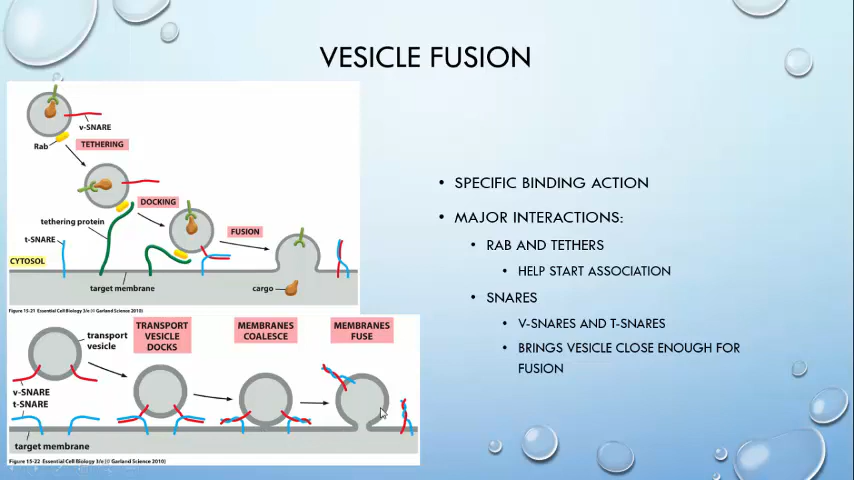 VESICLE FUSION
v-SNARE
Rab
TETHERING
DOCKING
tethering protein
t-SNARE
FUSION
CYTOSOL
target membrane
cargo
Figure 15-21 Essential Cell Biology 3/e (© Garland Science 2010)
TRANSPORT
VESICLE
DOCKS
MEMBRANES
COALESCE
MEMBRANES
FUSE
transport
vesicle
v-SNARE
t-SNARE
target membrane
Figure 15-22 Essential Cell Biology 3/e (© Garland Science 2010)
• SPECIFIC BINDING ACTION
• MAJOR INTERACTIONS:
• RAB AND TETHERS
• HELP START ASSOCIATION
• SNARES
• V-SNARES AND T-SNARES
• BRINGS VESICLE CLOSE ENOUGH FOR
FUSION